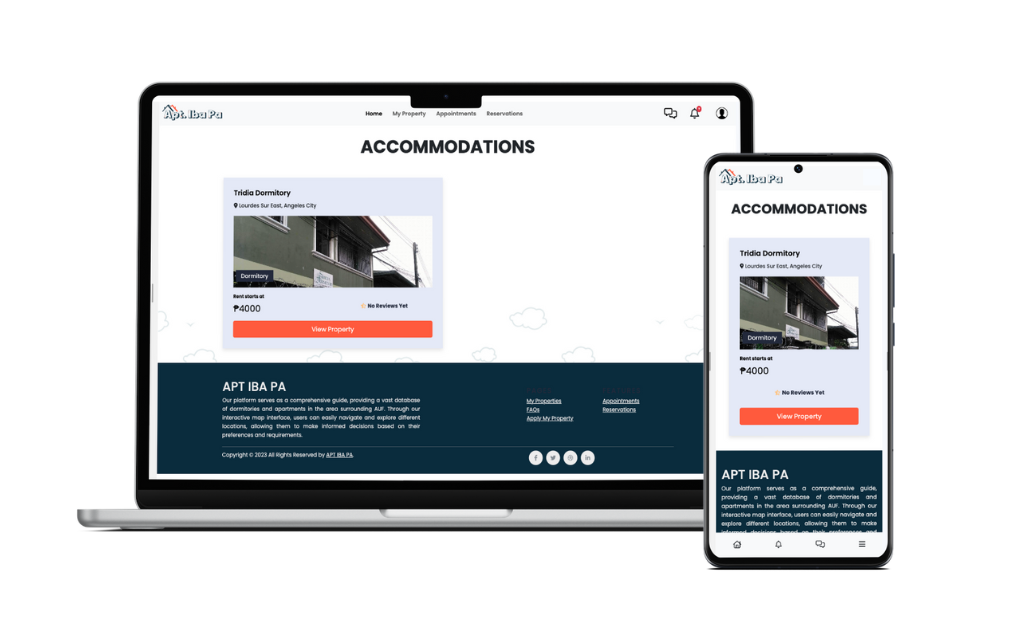 Apt. Iba Pa
Home My Property Appointments Reservations
ACCOMMODATIONS
Tridia Dormitory
Lourdes Sur East, Angeles City
Dormitory
Rent starts at
₱4000
No Reviews Yet
View Property
APT IBA PA
Our platform serves as a comprehensive guide, providing a vast database
of dormitories and apartments in the area surrounding AUF. Through our
interactive map interface, users can easily navigate and explore different
locations, allowing them to make informed decisions based on their
preferences and requirements.
My Properties
FAQs
Apply My Property
Appointments
Reservations
Copyright © 2023 All Rights Reserved by APT IBA PA.
Apt. Iba Pa
ACCOMMODATIONS
Tridia Dormitory
Lourdes Sur East, Angeles City
Dormitory
Rent starts at
₱4000
No Reviews Yet
View Property
APT IBA PA
Our platform serves as a comprehensive guide,
providing a vast database of dormitories and
apartments in the area surrounding AUF. Through our
interactive map interface, users can easily navigate and
explore different locations, allowing them to make
informed decisions based on their preferences and